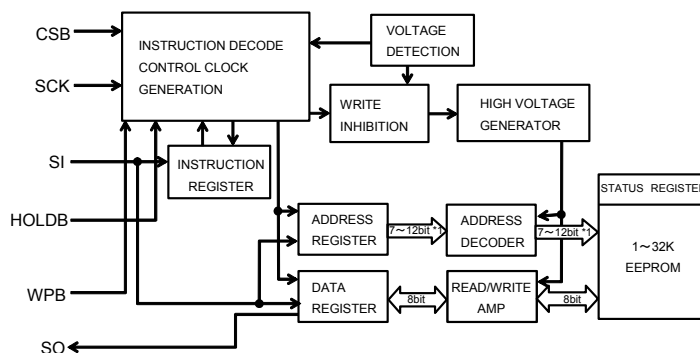 CSB
SCK
SI
HOLDB
WPB
SO
INSTRUCTION DECODE
CONTROL CLOCK
GENERATION
VOLTAGE
DETECTION
WRITE
INHIBITION
HIGH VOLTAGE
GENERATOR
INSTRUCTION
REGISTER
ADDRESS
REGISTER
7～12bit *1
ADDRESS
DECODER
7～12bit *1
DATA
REGISTER
8bit
READ/WRITE
AMP
8bit
STATUS REGISTER
1～32K
EEPROM